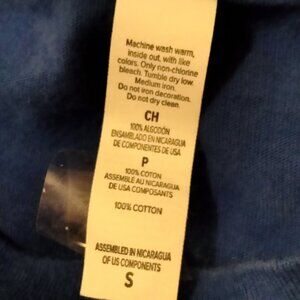 Machine wash warm,
inside out, with like
colors. Only non-chlorine
bleach. Tumble dry low.
Medium iron.
Do not iron decoration.
Do not dry clean.
CH
100% ALGODÓN
ENSAMBLADO EN NICARAGUA
DE COMPONENTES DE USA
P
100% COTON
ASSEMBLE AU NICARAGUA
DE USA COMPOSANTS
100% COTTON
ASSEMBLED IN NICARAGUA
OF US COMPONENTS
S